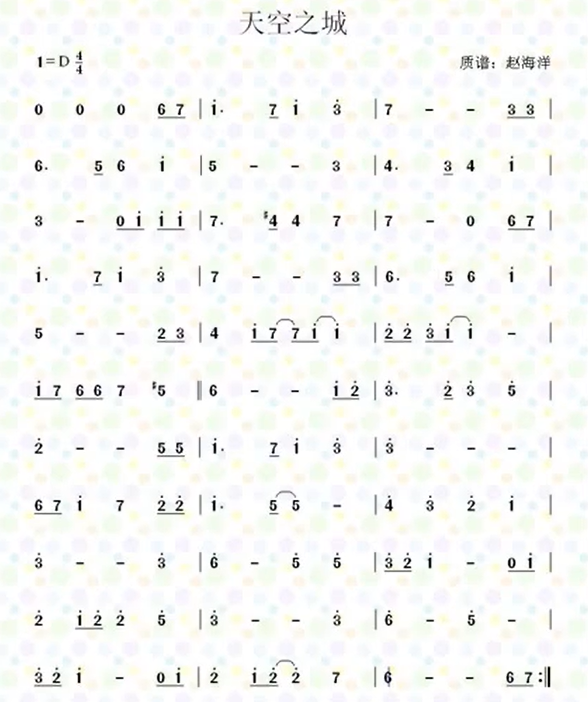 天空之城
1=D 4/4 质谱：赵海洋
0 0 0 6 7 | i̇. 7 i̇ 3̇ | 7 - - 3 3 |
6. 5 6 i̇ | 5 - - 3 | 4. 3 4 i̇ |
3 - 0 i̇ i̇ i̇ | 7. #4 4 7 | 7 - 0 6 7 |
i̇. 7 i̇ 3̇ | 7 - - 3 3 | 6. 5 6 i̇ |
5 - - 2 3 | 4 i̇ 7 7 i̇ i̇ | 2̇ 2̇ 3̇ i̇ i̇ - |
i̇ 7 6 6 7 #5 || 6 - - i̇ 2̇ | 3̇. 2̇ 3̇ 5̇ |
2̇ - - 5 5 | i̇. 7 i̇ 3̇ | 3̇ - - - |
6 7 i̇ 7 2̇ 2̇ | i̇. 5 5 - | 4̇ 3̇ 2̇ i̇ |
3̇ - - 3̇ | 6̇ - 5̇ 5̇ | 3̇ 2̇ i̇ - 0 i̇ |
2̇ i̇ 2̇ 2̇ 5̇ | 3̇ - - 3̇ | 6̇ - 5̇ - |
3̇ 2̇ i̇ - 0 i̇ | 2̇ i̇ 2̇ 2̇ 7 | 6 - - 6 7 :||